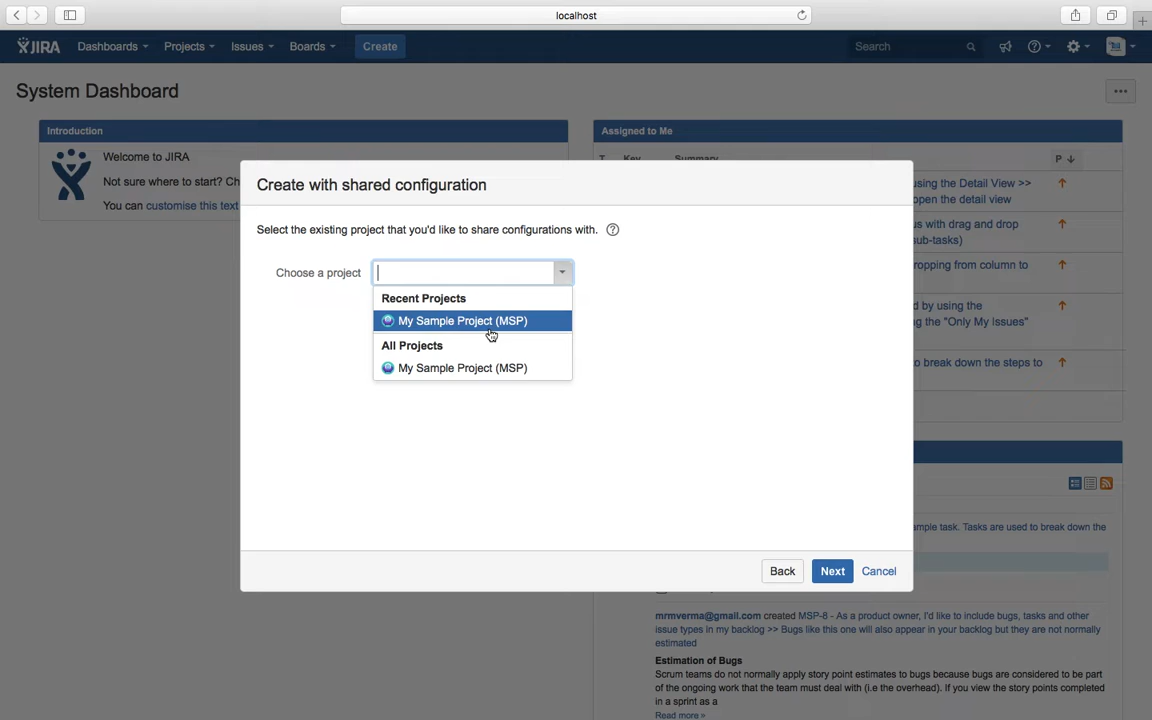 localhost
JIRA Dashboards Projects Issues Boards Create Search
System Dashboard
Introduction
Assigned to Me
Welcome to JIRA
T Key Summary P
Not sure where to start? Ch
using the Detail View >>
open the detail view
You can customise this text
Create with shared configuration
Select the existing project that you'd like to share configurations with.
us with drag and drop
sub-tasks)
Choose a project
ropping from column to
Recent Projects
My Sample Project (MSP)
All Projects
My Sample Project (MSP)
d by using the
g the "Only My Issues"
o break down the steps to
Back Next Cancel
mple task. Tasks are used to break down the
mrmverma@gmail.com created MSP-8 - As a product owner, I'd like to include bugs, tasks and other
issue types in my backlog >> Bugs like this one will also appear in your backlog but they are not normally
estimated
Estimation of Bugs
Scrum teams do not normally apply story point estimates to bugs because bugs are considered to be part
of the ongoing work that the team must deal with (i.e the overhead). If you view the story points completed
in a sprint as a
Read more »